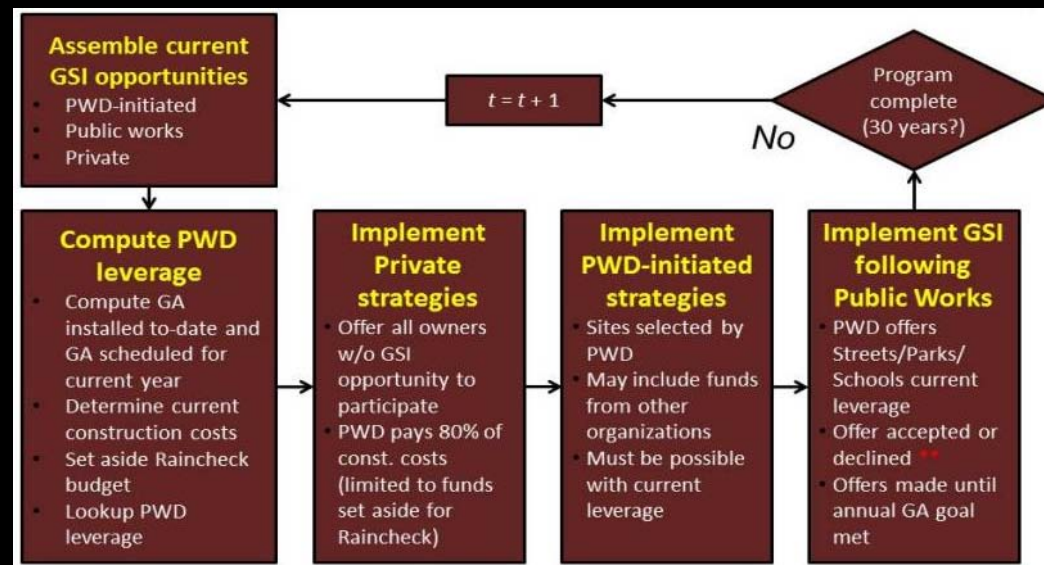 Assemble current
GSI opportunities
• PWD-initiated
• Public works
• Private
t = t + 1
Program
complete
(30 years?)
No
Compute PWD
leverage
• Compute GA
installed to-date and
GA scheduled for
current year
• Determine current
construction costs
• Set aside Raincheck
budget
• Lookup PWD
leverage
Implement
Private
strategies
• Offer all owners
w/o GSI
opportunity to
participate
• PWD pays 80% of
const. costs
(limited to funds
set aside for
Raincheck)
Implement
PWD-initiated
strategies
• Sites selected by
PWD
• May include funds
from other
organizations
• Must be possible
with current
leverage
Implement GSI
following
Public Works
• PWD offers
Streets/Parks/
Schools current
leverage
• Offer accepted or
declined **
• Offers made until
annual GA goal
met